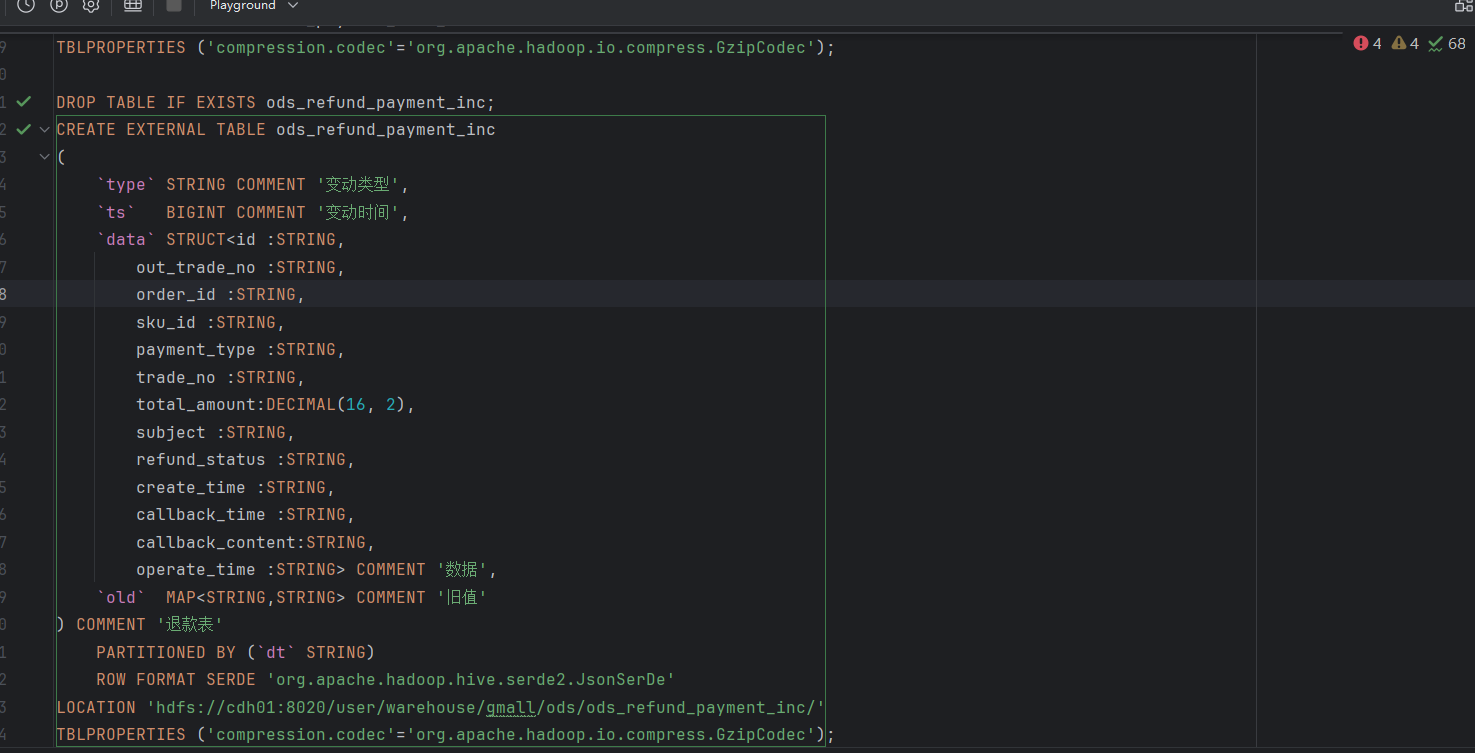 Playground
4 4 68
9 TBLPROPERTIES ('compression.codec'='org.apache.hadoop.io.compress.GzipCodec');
0
1 DROP TABLE IF EXISTS ods_refund_payment_inc;
2 CREATE EXTERNAL TABLE ods_refund_payment_inc
3 (
4     `type` STRING COMMENT '变动类型',
5     `ts`   BIGINT COMMENT '变动时间',
6     `data` STRUCT<id :STRING,
7         out_trade_no :STRING,
8         order_id :STRING,
9         sku_id :STRING,
0         payment_type :STRING,
1         trade_no :STRING,
2         total_amount:DECIMAL(16, 2),
3         subject :STRING,
4         refund_status :STRING,
5         create_time :STRING,
6         callback_time :STRING,
7         callback_content:STRING,
8         operate_time :STRING> COMMENT '数据',
9     `old`  MAP<STRING,STRING> COMMENT '旧值'
0 ) COMMENT '退款表'
1     PARTITIONED BY (`dt` STRING)
2     ROW FORMAT SERDE 'org.apache.hadoop.hive.serde2.JsonSerDe'
3 LOCATION 'hdfs://cdh01:8020/user/warehouse/gmall/ods/ods_refund_payment_inc/'
4 TBLPROPERTIES ('compression.codec'='org.apache.hadoop.io.compress.GzipCodec');